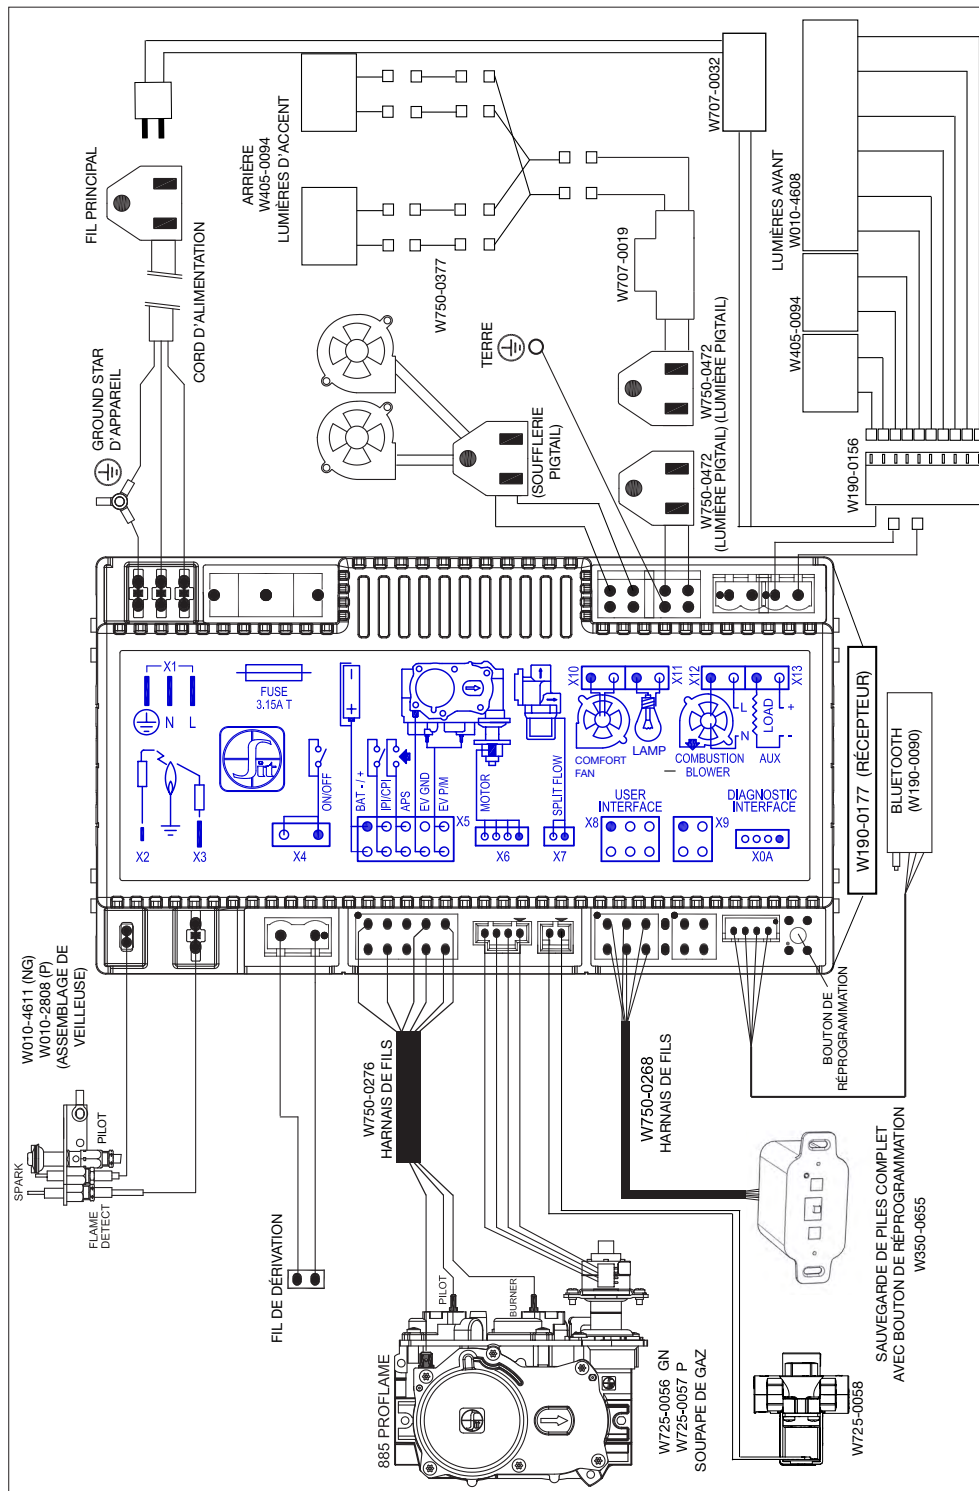 FIL PRINCIPAL
CORD D'ALIMENTATION
GROUND STAR
D'APPAREIL
ARRIÈRE
W405-0094
LUMIÈRES D'ACCENT
W750-0377
W707-0032
LUMIÈRES AVANT
W010-4608
W405-0094
W707-0019
TERRE
(SOUFFLERIE
PIGTAIL)
W750-0472
(LUMIÈRE PIGTAIL)
W750-0472
(LUMIÈRE PIGTAIL)
W190-0156
X1
N
L
FUSE
3.15A T
X2
X3
ON/OFF
X4
BAT - / +
IPI/CPI
APS
EV GND
EV P/M
X5
MOTOR
X6
SPLIT FLOW
X7
X10
X11
X12
X13
COMFORT
FAN
LAMP
COMBUSTION
BLOWER
L
N
LOAD
+
-
AUX
USER
INTERFACE
X8
X9
DIAGNOSTIC
INTERFACE
X0A
W190-0177 (RÉCEPTEUR)
BLUETOOTH
(W190-0090)
W010-4611 (NG)
W010-2808 (P)
(ASSEMBLAGE DE
VEILLEUSE)
SPARK
PILOT
FLAME
DETECT
FIL DE DÉRIVATION
W750-0276
HARNAIS DE FILS
W750-0268
HARNAIS DE FILS
BOUTON DE
RÉPROGRAMMATION
885 PROFLAME
PILOT
BURNER
W725-0056 GN
W725-0057 P
SOUPAPE DE GAZ
W725-0058
SAUVEGARDE DE PILES COMPLET
AVEC BOUTON DE RÉPROGRAMMATION
W350-0655